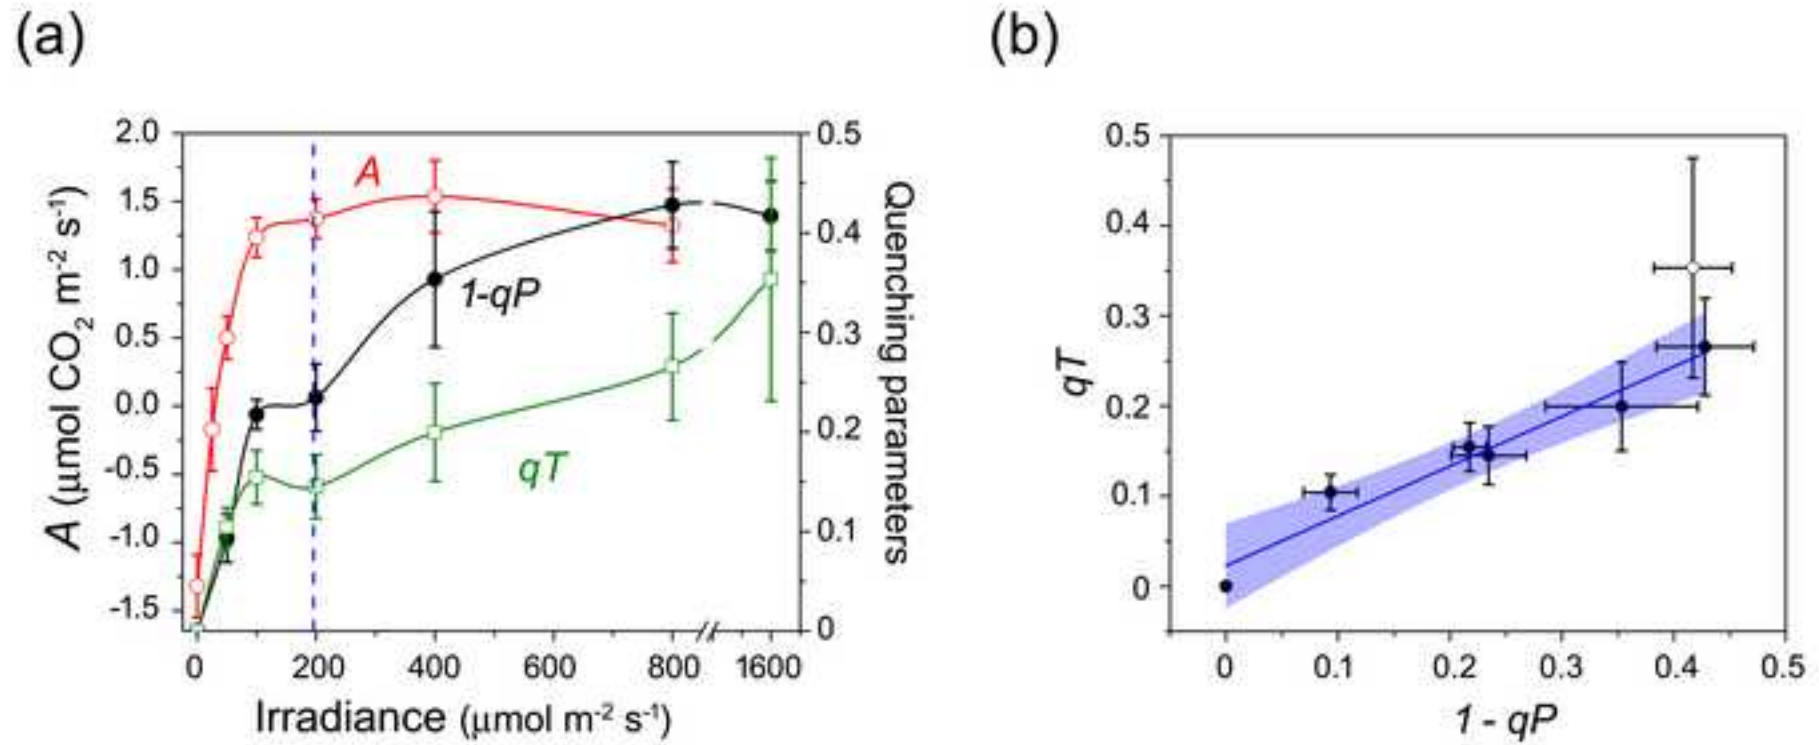 (a)
2.0
1.5
1.0
0.5
0.0
-0.5
-1.0
-1.5
A (μmol CO2 m-2 s-1)
A
1-qP
qT
0.5
0.4
0.3
0.2
0.1
0
Quenching parameters
0 200 400 600 800 1600
Irradiance (μmol m-2 s-1)
(b)
0.5
0.4
0.3
0.2
0.1
0
qT
0 0.1 0.2 0.3 0.4 0.5
1 - qP